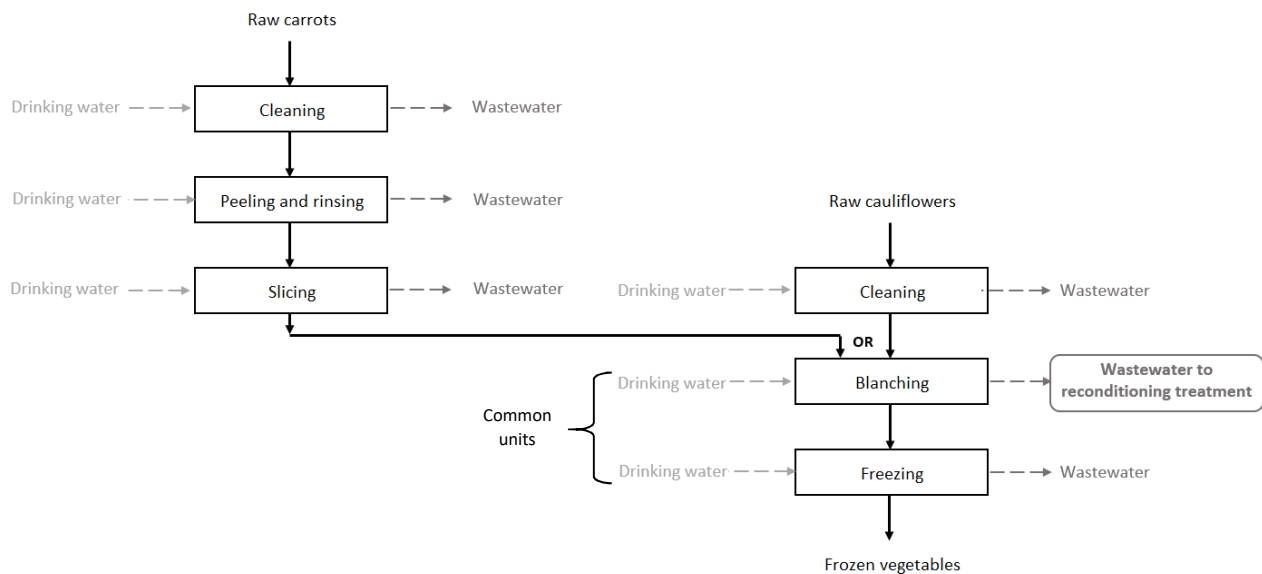 Raw carrots
Drinking water
Cleaning
Wastewater
Drinking water
Peeling and rinsing
Wastewater
Raw cauliflowers
Drinking water
Slicing
Wastewater
Drinking water
Cleaning
Wastewater
OR
Common
units
Drinking water
Blanching
Wastewater to
reconditioning treatment
Drinking water
Freezing
Wastewater
Frozen vegetables